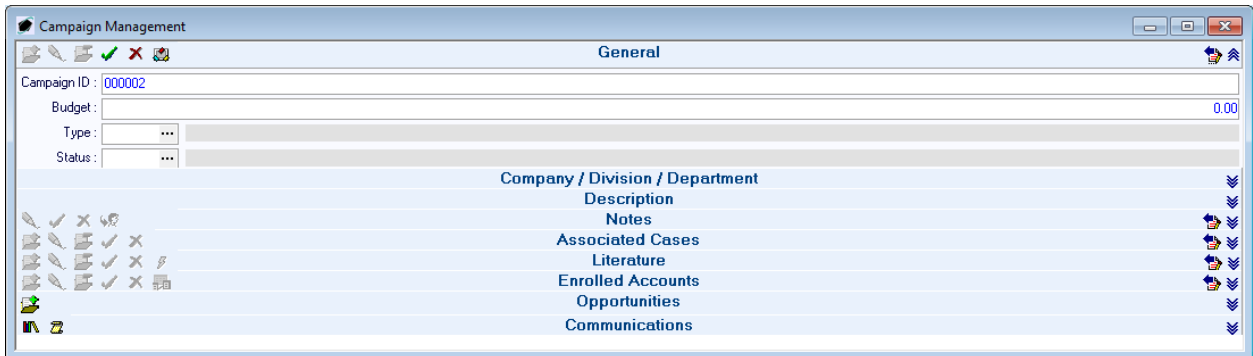 Campaign Management
General
Campaign ID : 000002
Budget : 0.00
Type : ...
Status : ...
Company / Division / Department
Description
Notes
Associated Cases
Literature
Enrolled Accounts
Opportunities
Communications